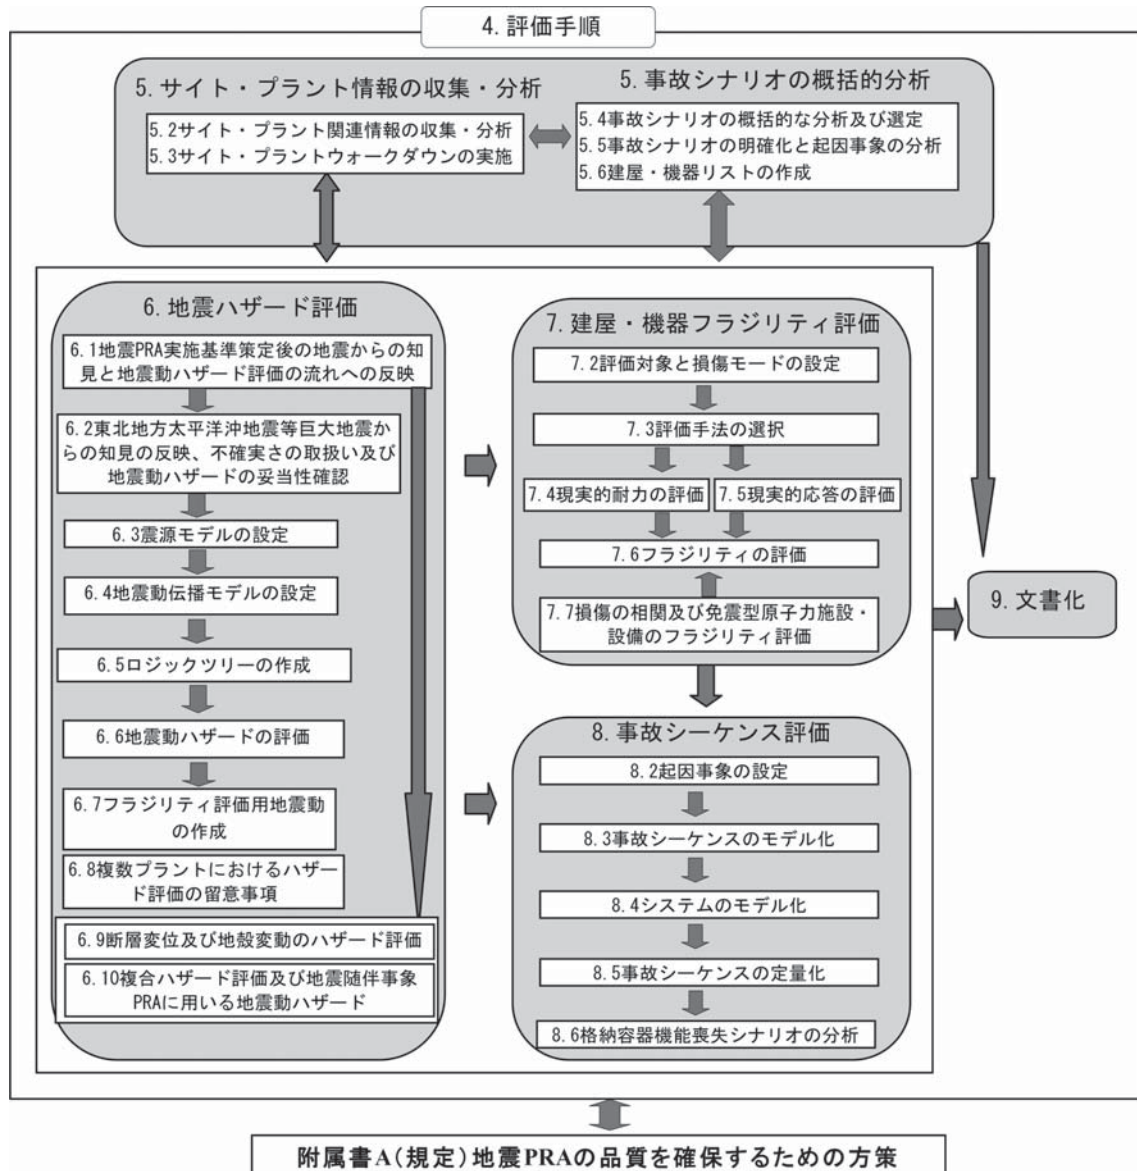 4.評価手順
5.サイト・プラント情報の収集・分析
5.2サイト・プラント関連情報の収集・分析
5.3サイト・プラントウォークダウンの実施
5.事故シナリオの概括的分析
5.4事故シナリオの概括的な分析及び選定
5.5事故シナリオの明確化と起因事象の分析
5.6建屋・機器リストの作成
6.地震ハザード評価
6.1地震PRA実施基準策定後の地震からの知
見と地震動ハザード評価の流れへの反映
6.2東北地方太平洋沖地震等巨大地震か
らの知見の反映、不確実さの取扱い及び
地震動ハザードの妥当性確認
6.3震源モデルの設定
6.4地震動伝播モデルの設定
6.5ロジックツリーの作成
6.6地震動ハザードの評価
6.7フラジリティ評価用地震動
の作成
6.8複数プラントにおけるハザー
ド評価の留意事項
6.9断層変位及び地殻変動のハザード評価
6.10複合ハザード評価及び地震随伴事象
PRAに用いる地震動ハザード
7.建屋・機器フラジリティ評価
7.2評価対象と損傷モードの設定
7.3評価手法の選択
7.4現実的耐力の評価
7.5現実的応答の評価
7.6フラジリティの評価
7.7損傷の相関及び免震型原子力施設・
設備のフラジリティ評価
8.事故シーケンス評価
8.2起因事象の設定
8.3事故シーケンスのモデル化
8.4システムのモデル化
8.5事故シーケンスの定量化
8.6格納容器機能喪失シナリオの分析
9.文書化
附属書A(規定)地震PRAの品質を確保するための方策